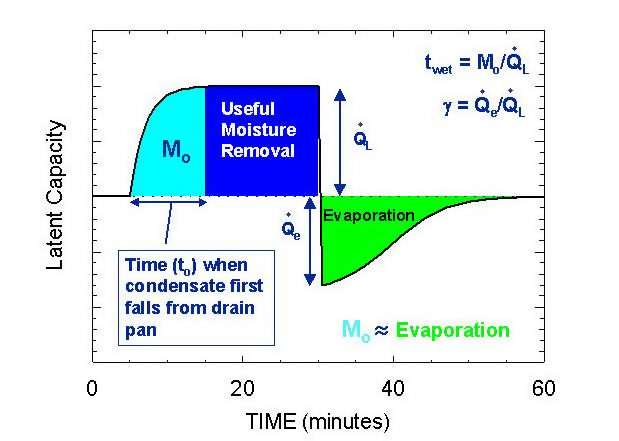 t_wet = M_o/Q̇_L
γ = Q̇_e/Q̇_L
Useful
Moisture
Removal
M_o
Q̇_L
Latent Capacity
Evaporation
Q̇_e
Time (t_o) when
condensate first
falls from drain
pan
M_o ≈ Evaporation
0 20 40 60
TIME (minutes)